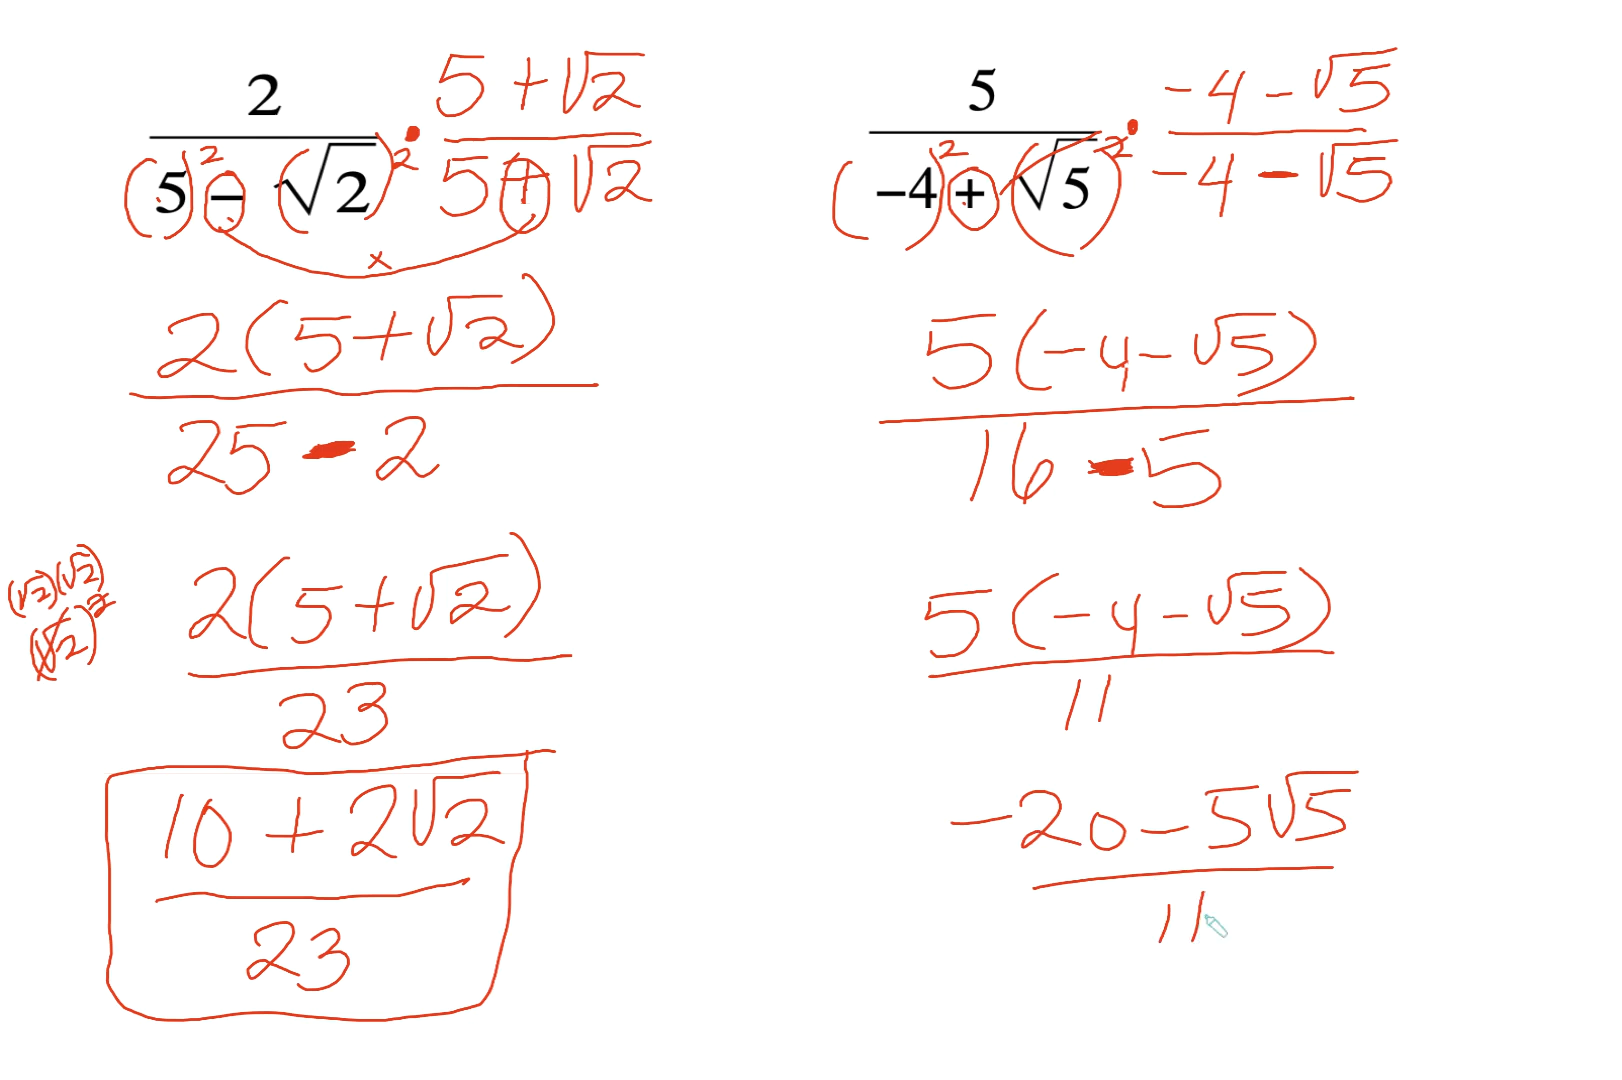 2 / (5)² − (√2)² · 5 + √2 / 5 + √2
x
2(5 + √2) / 25 - 2
(√2)(√2)
(√2)²
2(5 + √2) / 23
10 + 2√2 / 23
5 / (−4)² + (√5)² · -4 - √5 / -4 - √5
5(-4 - √5) / 16 - 5
5(-4 - √5) / 11
-20 - 5√5 / 11